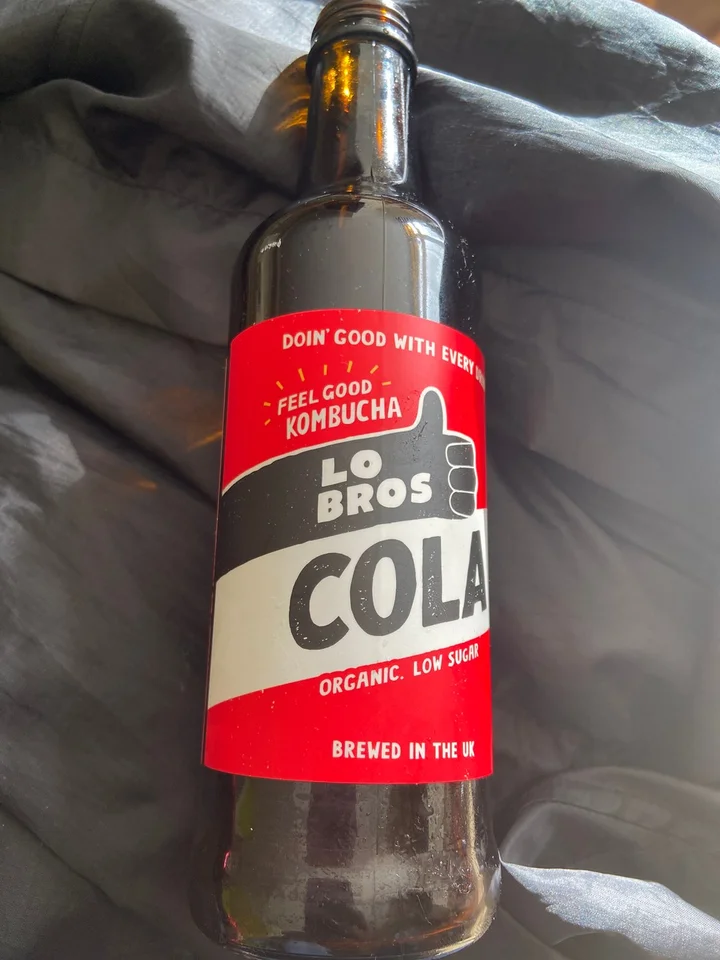 DOIN' GOOD WITH EVERY
FEEL GOOD
KOMBUCHA
LO
BROS
COLA
ORGANIC. LOW SUGAR
BREWED IN THE UK